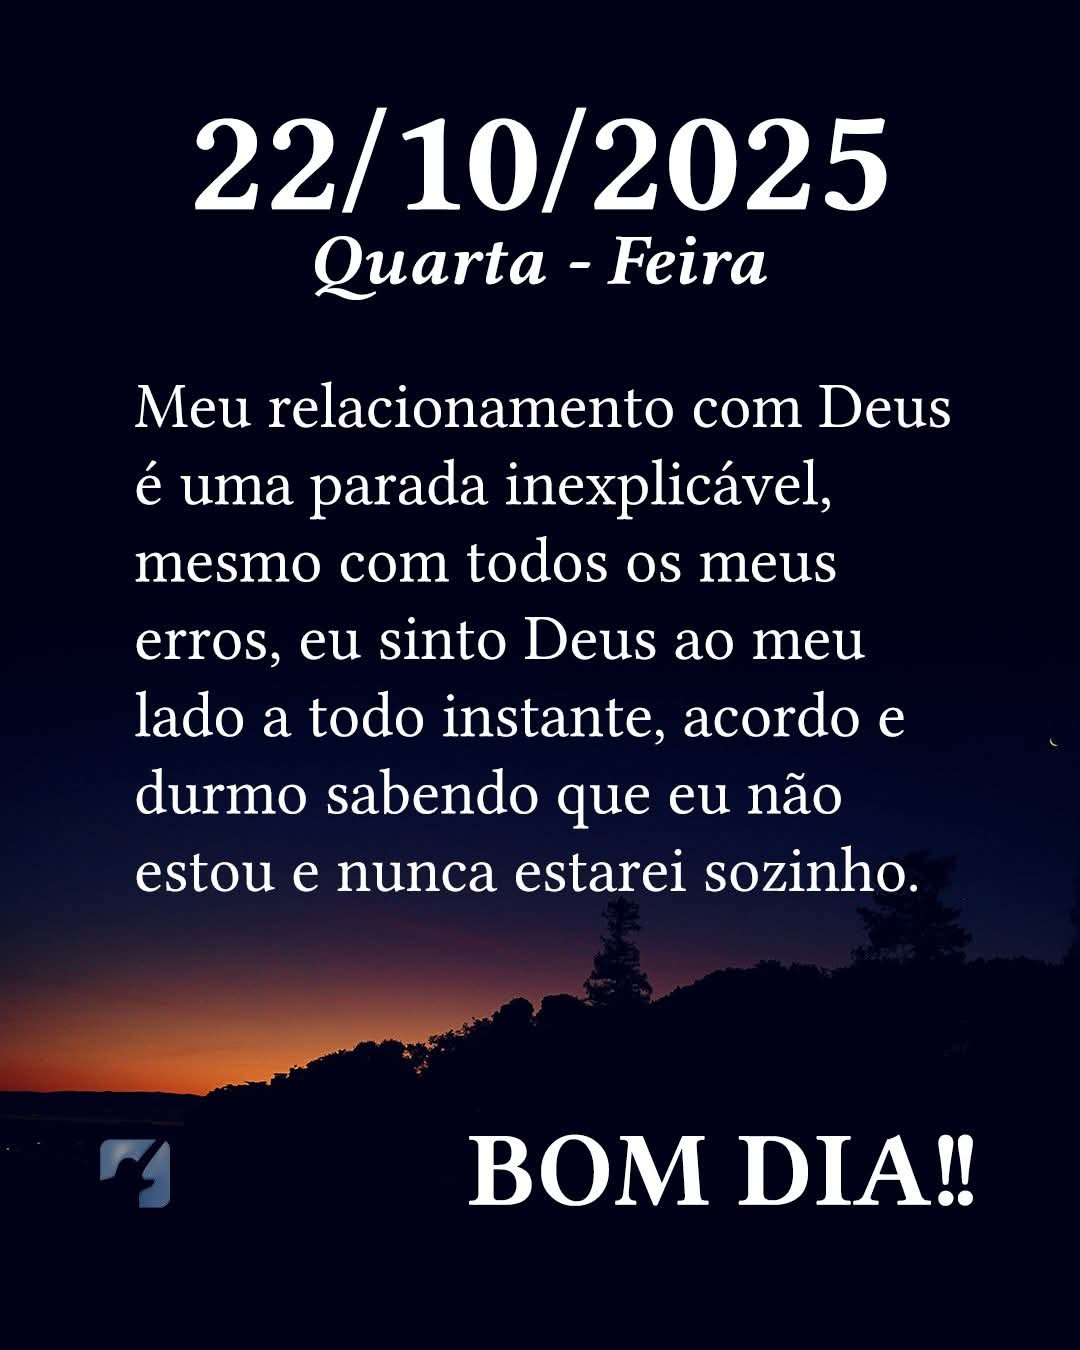 22/10/2025
Quarta - Feira
Meu relacionamento com Deus
é uma parada inexplicável,
mesmo com todos os meus
erros, eu sinto Deus ao meu
lado a todo instante, acordo e
durmo sabendo que eu não
estou e nunca estarei sozinho.
BOM DIA!!